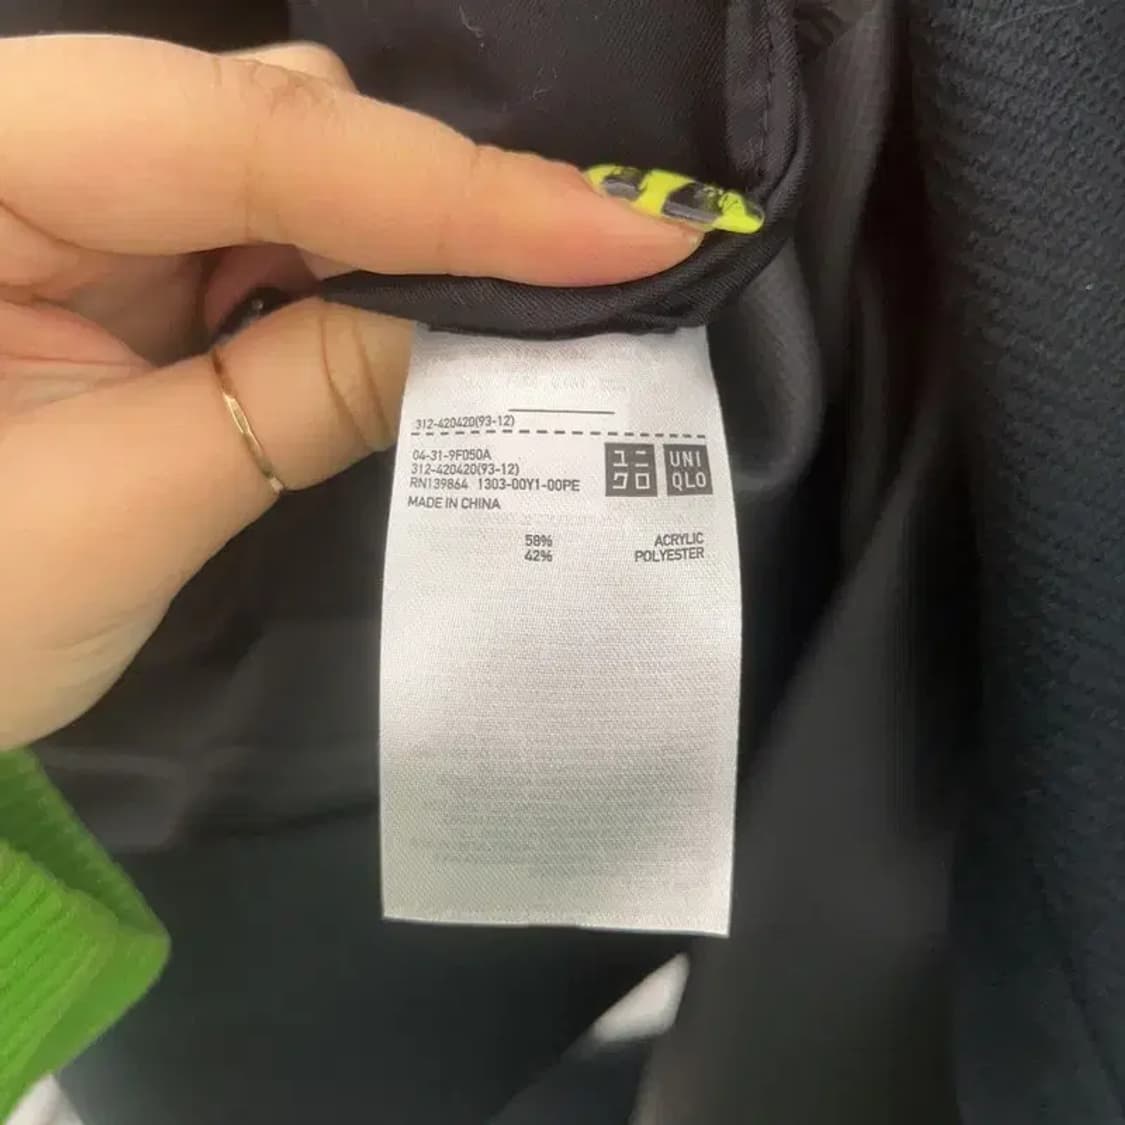 312-420420(93-12)
04-31-9F050A
312-420420(93-12)
RN139864 1303-00Y1-00PE
MADE IN CHINA
ユニ
クロ
UNI
QLO
58% ACRYLIC
42% POLYESTER